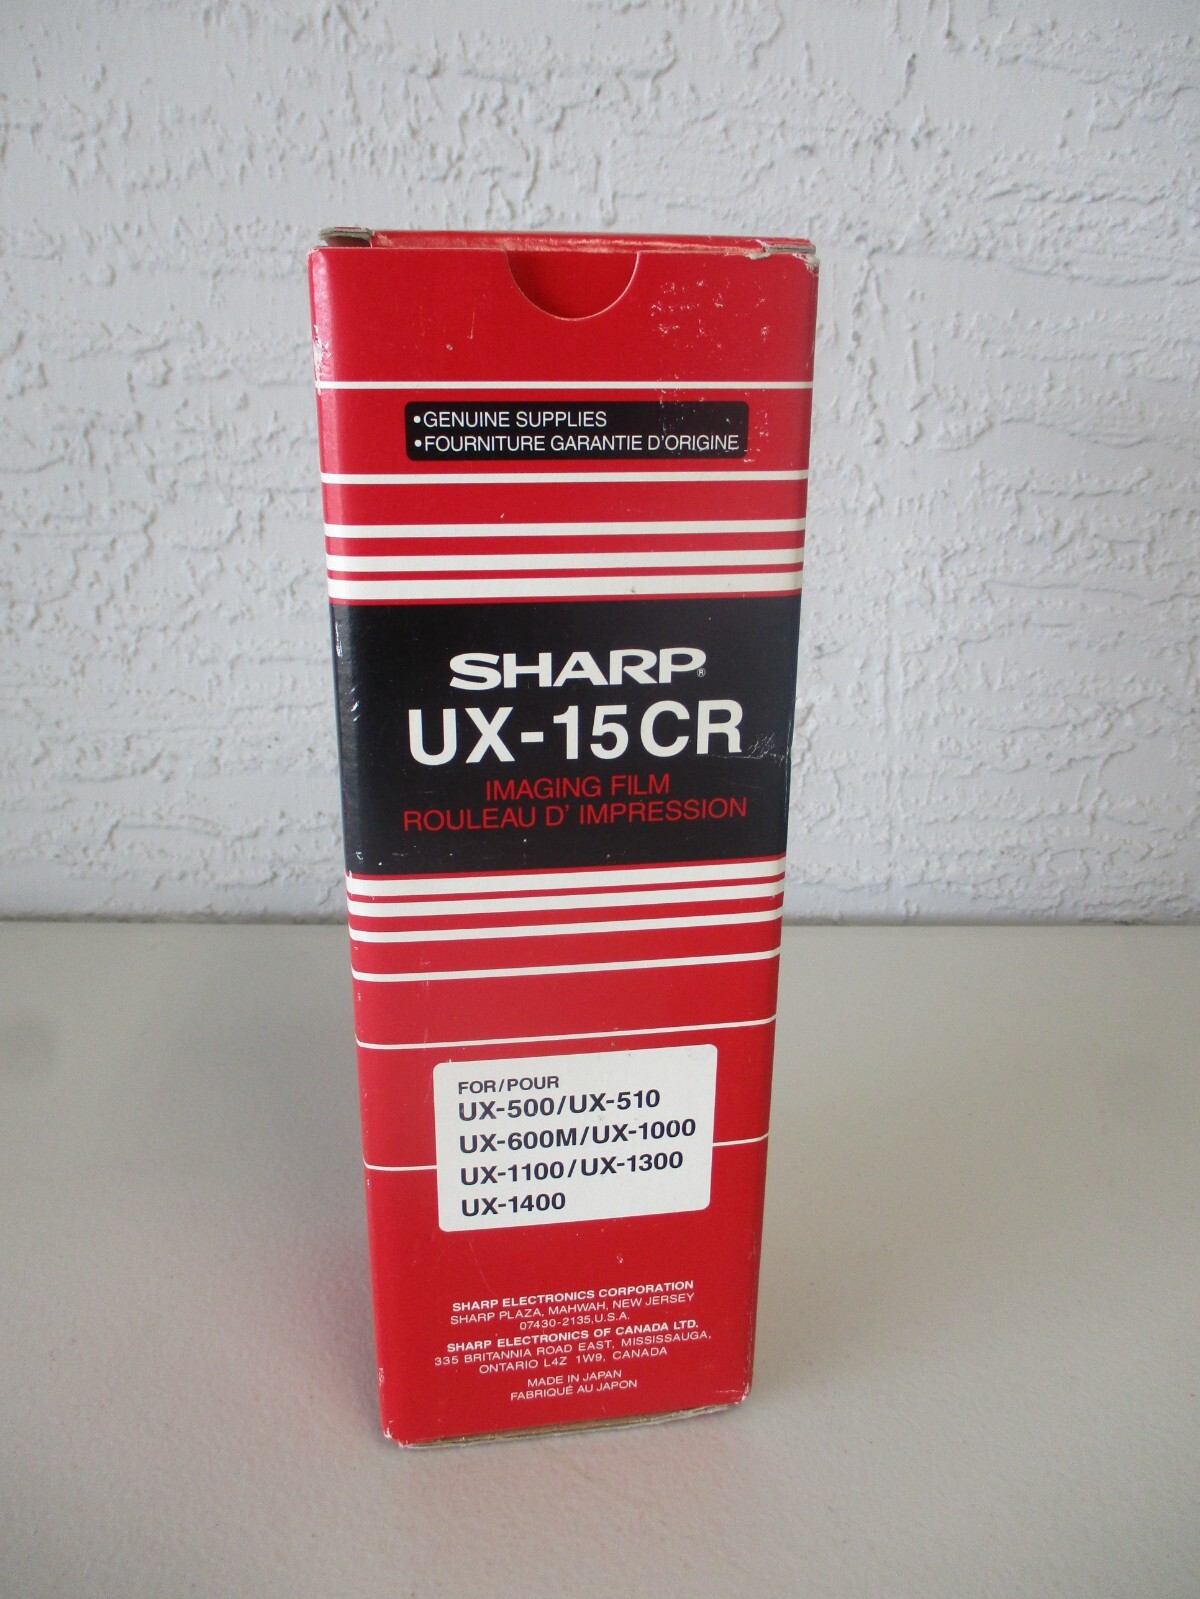 •GENUINE SUPPLIES
•FOURNITURE GARANTIE D'ORIGINE
SHARP®
UX-15CR
IMAGING FILM
ROULEAU D' IMPRESSION
FOR/POUR
UX-500/UX-510
UX-600M/UX-1000
UX-1100/UX-1300
UX-1400
SHARP ELECTRONICS CORPORATION
SHARP PLAZA, MAHWAH, NEW JERSEY
07430-2135,U.S.A.
SHARP ELECTRONICS OF CANADA LTD.
335 BRITANNIA ROAD EAST, MISSISSAUGA,
ONTARIO L4Z 1W9, CANADA
MADE IN JAPAN
FABRIQUÉ AU JAPON